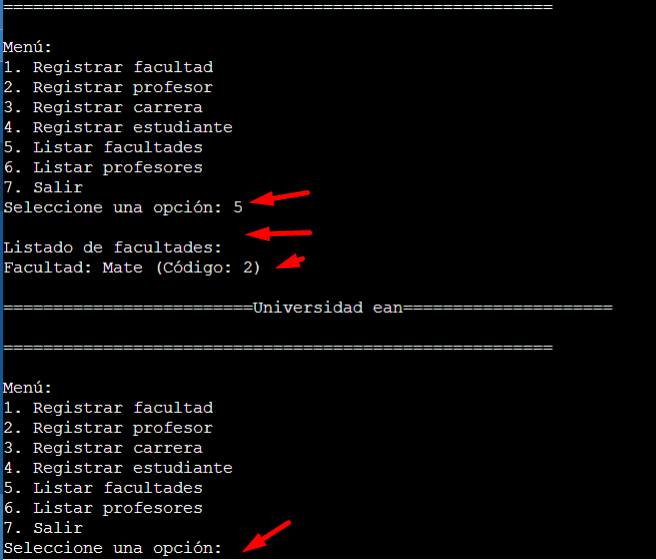 =======================================================
Menú:
1. Registrar facultad
2. Registrar profesor
3. Registrar carrera
4. Registrar estudiante
5. Listar facultades
6. Listar profesores
7. Salir
Seleccione una opción: 5
Listado de facultades:
Facultad: Mate (Código: 2)
=========================Universidad ean=====================
=======================================================
Menú:
1. Registrar facultad
2. Registrar profesor
3. Registrar carrera
4. Registrar estudiante
5. Listar facultades
6. Listar profesores
7. Salir
Seleccione una opción: